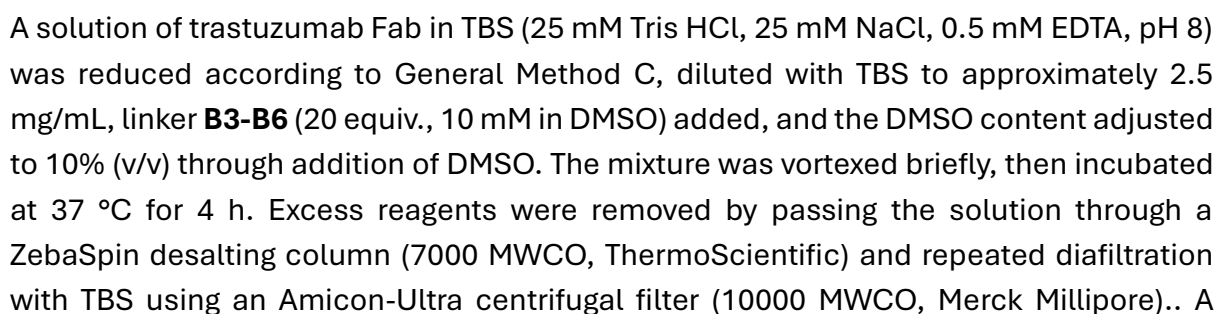 A solution of trastuzumab Fab in TBS (25 mM Tris HCl, 25 mM NaCl, 0.5 mM EDTA, pH 8)
was reduced according to General Method C, diluted with TBS to approximately 2.5
mg/mL, linker B3-B6 (20 equiv., 10 mM in DMSO) added, and the DMSO content adjusted
to 10% (v/v) through addition of DMSO. The mixture was vortexed briefly, then incubated
at 37 °C for 4 h. Excess reagents were removed by passing the solution through a
ZebaSpin desalting column (7000 MWCO, ThermoScientific) and repeated diafiltration
with TBS using an Amicon-Ultra centrifugal filter (10000 MWCO, Merck Millipore).. A